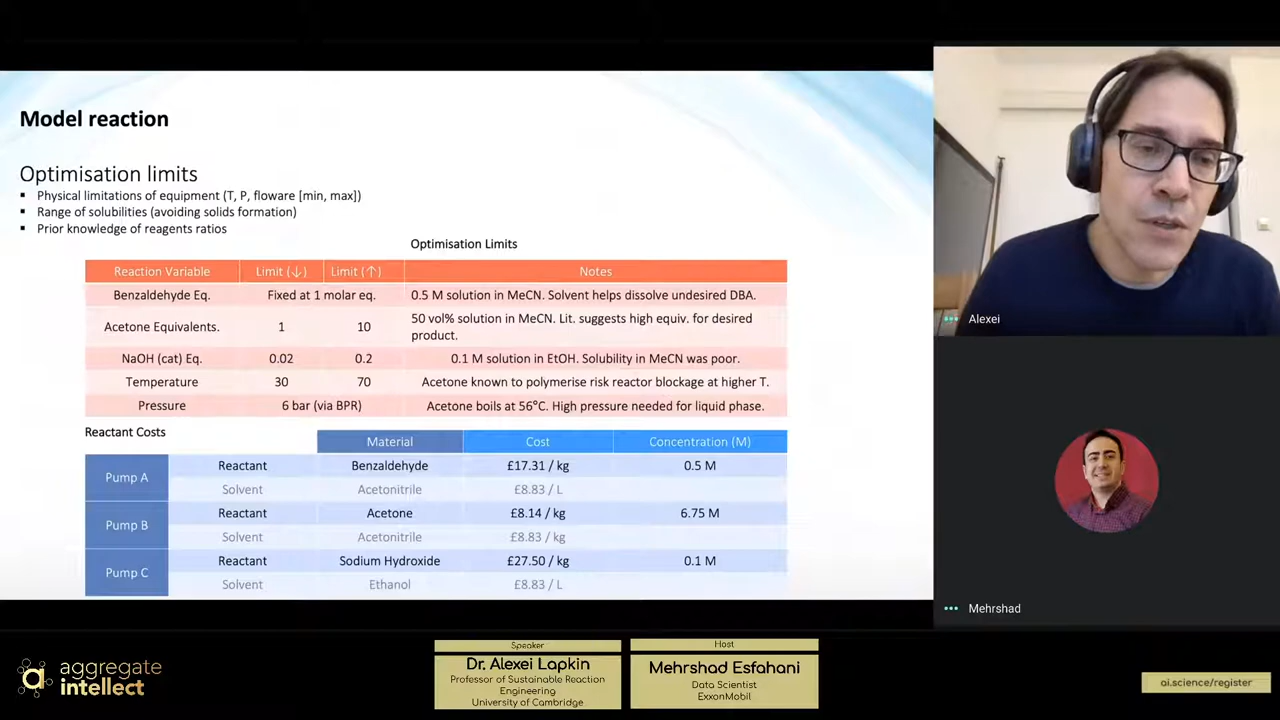 Model reaction
Optimisation limits
▪ Physical limitations of equipment (T, P, floware [min, max])
▪ Range of solubilities (avoiding solids formation)
▪ Prior knowledge of reagents ratios
Optimisation Limits
Reaction Variable Limit (↓) Limit (↑) Notes
Benzaldehyde Eq. Fixed at 1 molar eq. 0.5 M solution in MeCN. Solvent helps dissolve undesired DBA.
Acetone Equivalents. 1 10 50 vol% solution in MeCN. Lit. suggests high equiv. for desired
product.
NaOH (cat) Eq. 0.02 0.2 0.1 M solution in EtOH. Solubility in MeCN was poor.
Temperature 30 70 Acetone known to polymerise risk reactor blockage at higher T.
Pressure 6 bar (via BPR) Acetone boils at 56°C. High pressure needed for liquid phase.
Reactant Costs
Material Cost Concentration (M)
Pump A Reactant Benzaldehyde £17.31 / kg 0.5 M
Solvent Acetonitrile £8.83 / L
Pump B Reactant Acetone £8.14 / kg 6.75 M
Solvent Acetonitrile £8.83 / kg
Pump C Reactant Sodium Hydroxide £27.50 / kg 0.1 M
Solvent Ethanol £8.83 / L
Alexei
Mehrshad
aggregate
intellect
Speaker
Dr. Alexei Lapkin
Professor of Sustainable Reaction
Engineering
University of Cambridge
Host
Mehrshad Esfahani
Data Scientist
ExxonMobil
ai.science/register